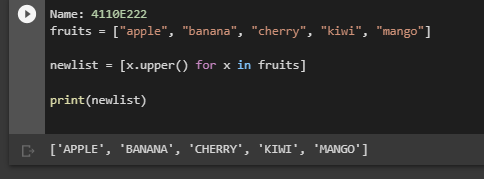 Name: 4110E222
fruits = ["apple", "banana", "cherry", "kiwi", "mango"]
newlist = [x.upper() for x in fruits]
print(newlist)
['APPLE', 'BANANA', 'CHERRY', 'KIWI', 'MANGO']